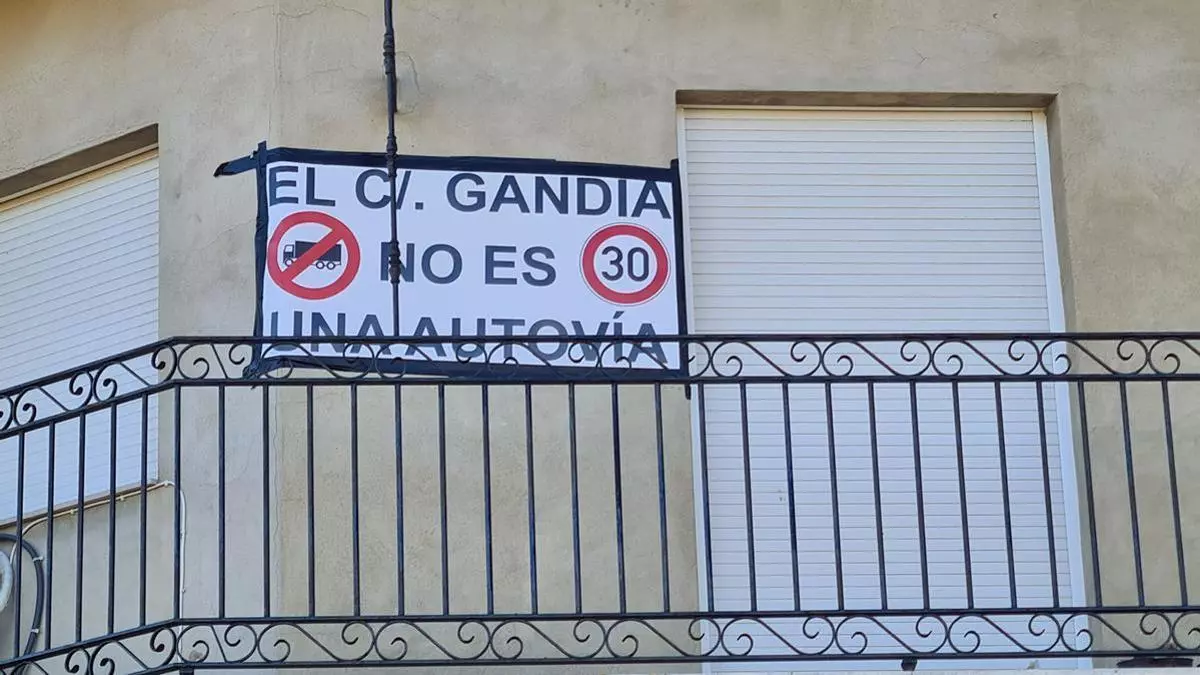 EL C/. GANDIA
NO ES 30
UNA AUTOVÍA